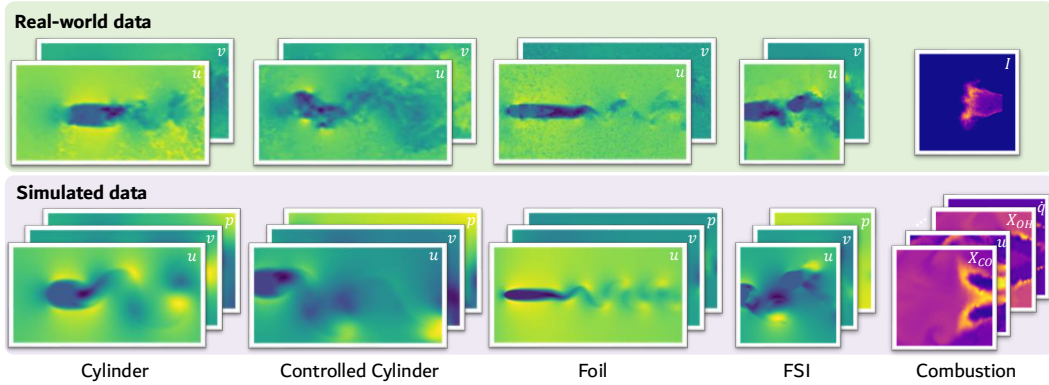 Real-world data
v
u
v
u
v
u
v
u
I
Simulated data
p
v
u
p
v
u
p
v
u
p
v
u
q̇
X_OH
u
X_CO
Cylinder
Controlled Cylinder
Foil
FSI
Combustion